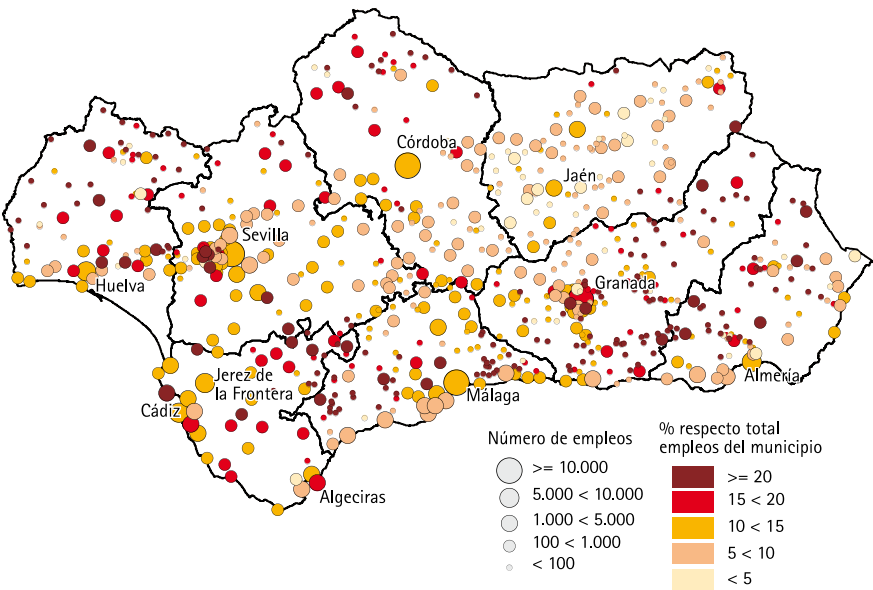 Córdoba
Jaén
Sevilla
Huelva
Granada
Jerez de
la Frontera
Cádiz
Málaga
Almería
Algeciras
Número de empleos
>= 10.000
5.000 < 10.000
1.000 < 5.000
100 < 1.000
< 100
% respecto total
empleos del municipio
>= 20
15 < 20
10 < 15
5 < 10
< 5